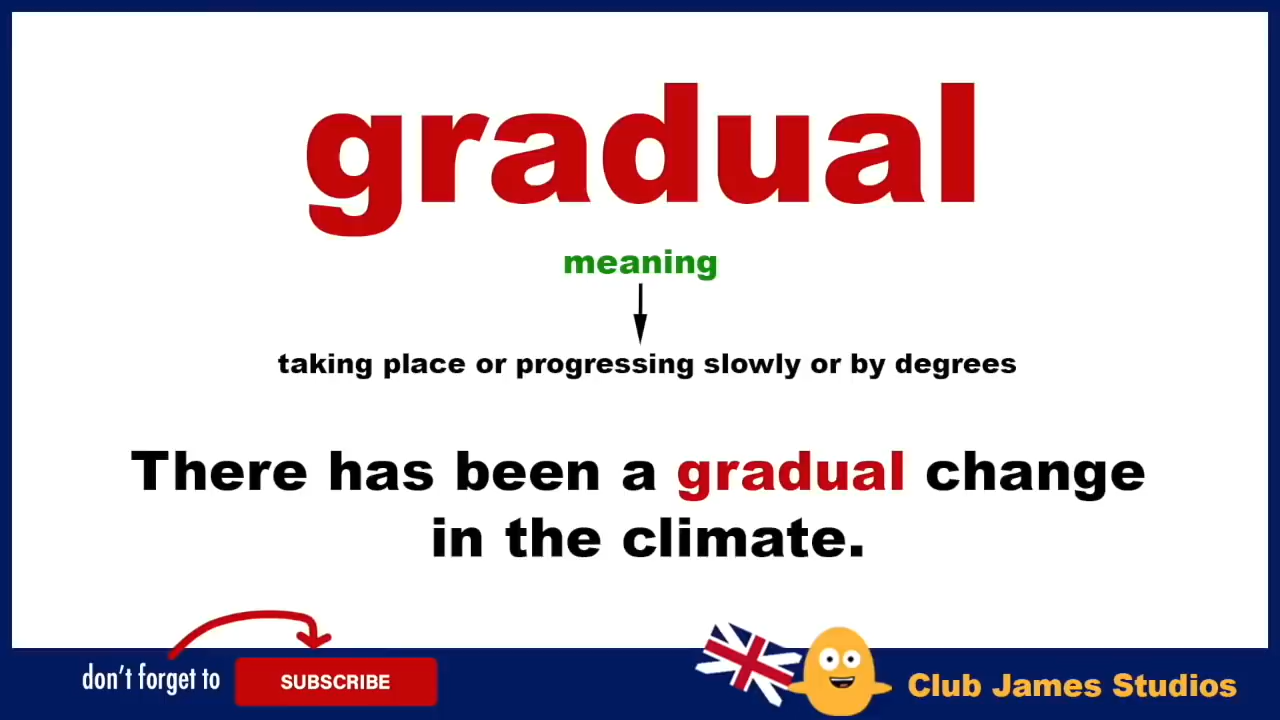 gradual
meaning
taking place or progressing slowly or by degrees
There has been a gradual change
in the climate.
don't forget to
SUBSCRIBE
Club James Studios